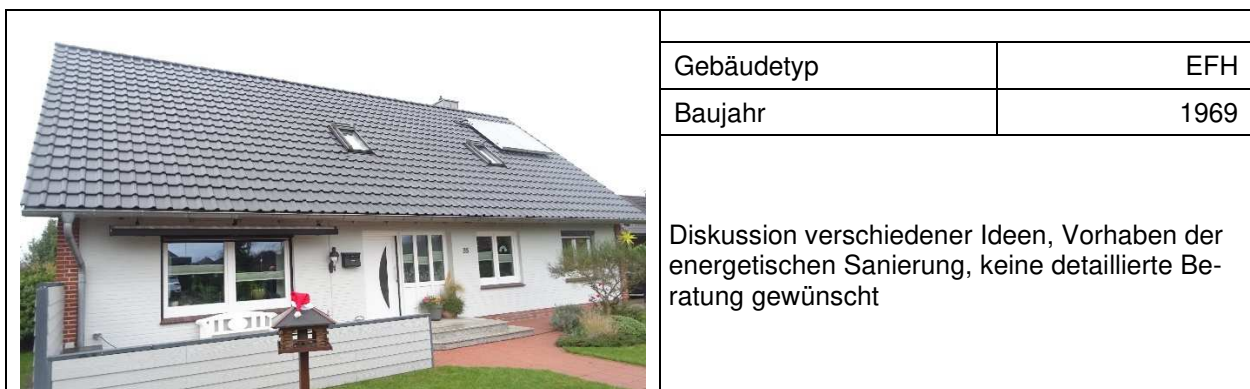 Gebäudetyp EFH
Baujahr 1969
Diskussion verschiedener Ideen, Vorhaben der
energetischen Sanierung, keine detaillierte Be-
ratung gewünscht